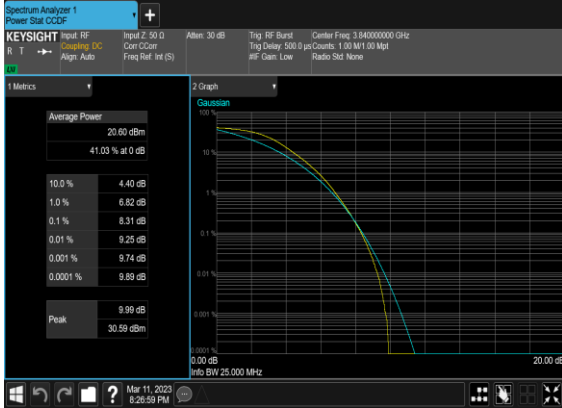 Spectrum Analyzer 1
Power Stat CCDF
+
KEYSIGHT
R T
LXI
Input: RF
Coupling: DC
Align: Auto
Input Z: 50 Ω
Corr CCorr
Freq Ref: Int (S)
Atten: 30 dB
Trig: RF Burst
Trig Delay: 500.0 µs
#IF Gain: Low
Center Freq: 3.840000000 GHz
Counts: 1.00 M/1.00 Mpt
Radio Std: None
1 Metrics
Average Power
20.60 dBm
41.03 % at 0 dB
10.0 % 4.40 dB
1.0 % 6.82 dB
0.1 % 8.31 dB
0.01 % 9.25 dB
0.001 % 9.74 dB
0.0001 % 9.89 dB
Peak
9.99 dB
30.59 dBm
2 Graph
Gaussian
100 %
10 %
1 %
0.1 %
0.01 %
0.001 %
0.0001 %
0.00 dB
20.00 dB
Info BW 25.000 MHz
?
Mar 11, 2023
8:26:59 PM